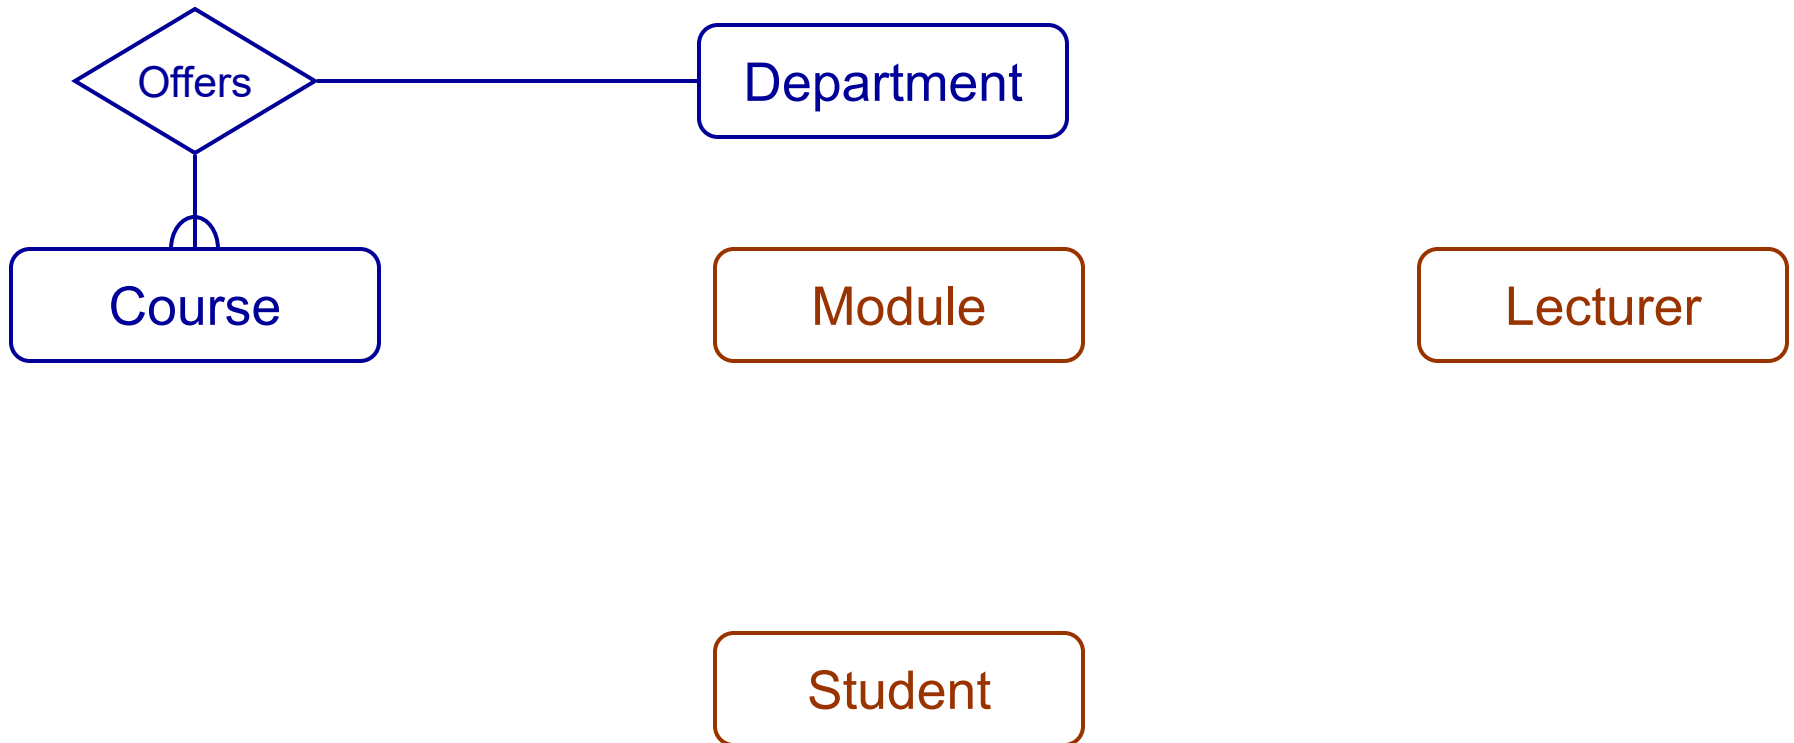 Offers
Department
Course
Module
Lecturer
Student